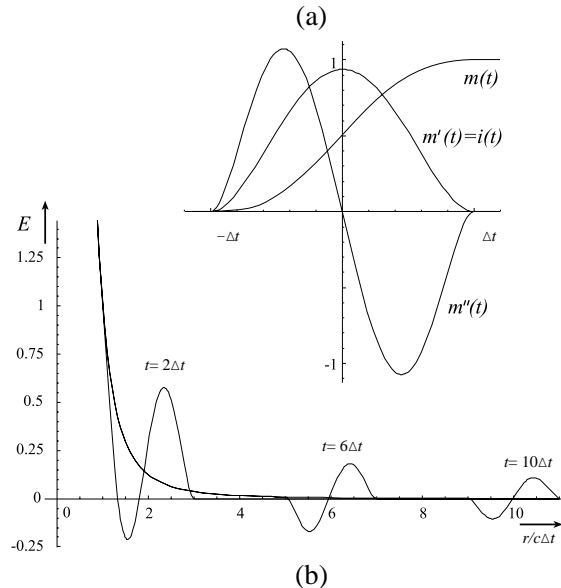 (a)
1
m(t)
m'(t)=i(t)
−Δt
Δt
m"(t)
-1
E
1.25
1
0.75
0.5
0.25
0
-0.25
t= 2Δt
t= 6Δt
t= 10Δt
0 2 4 6 8 10
r/cΔt
(b)